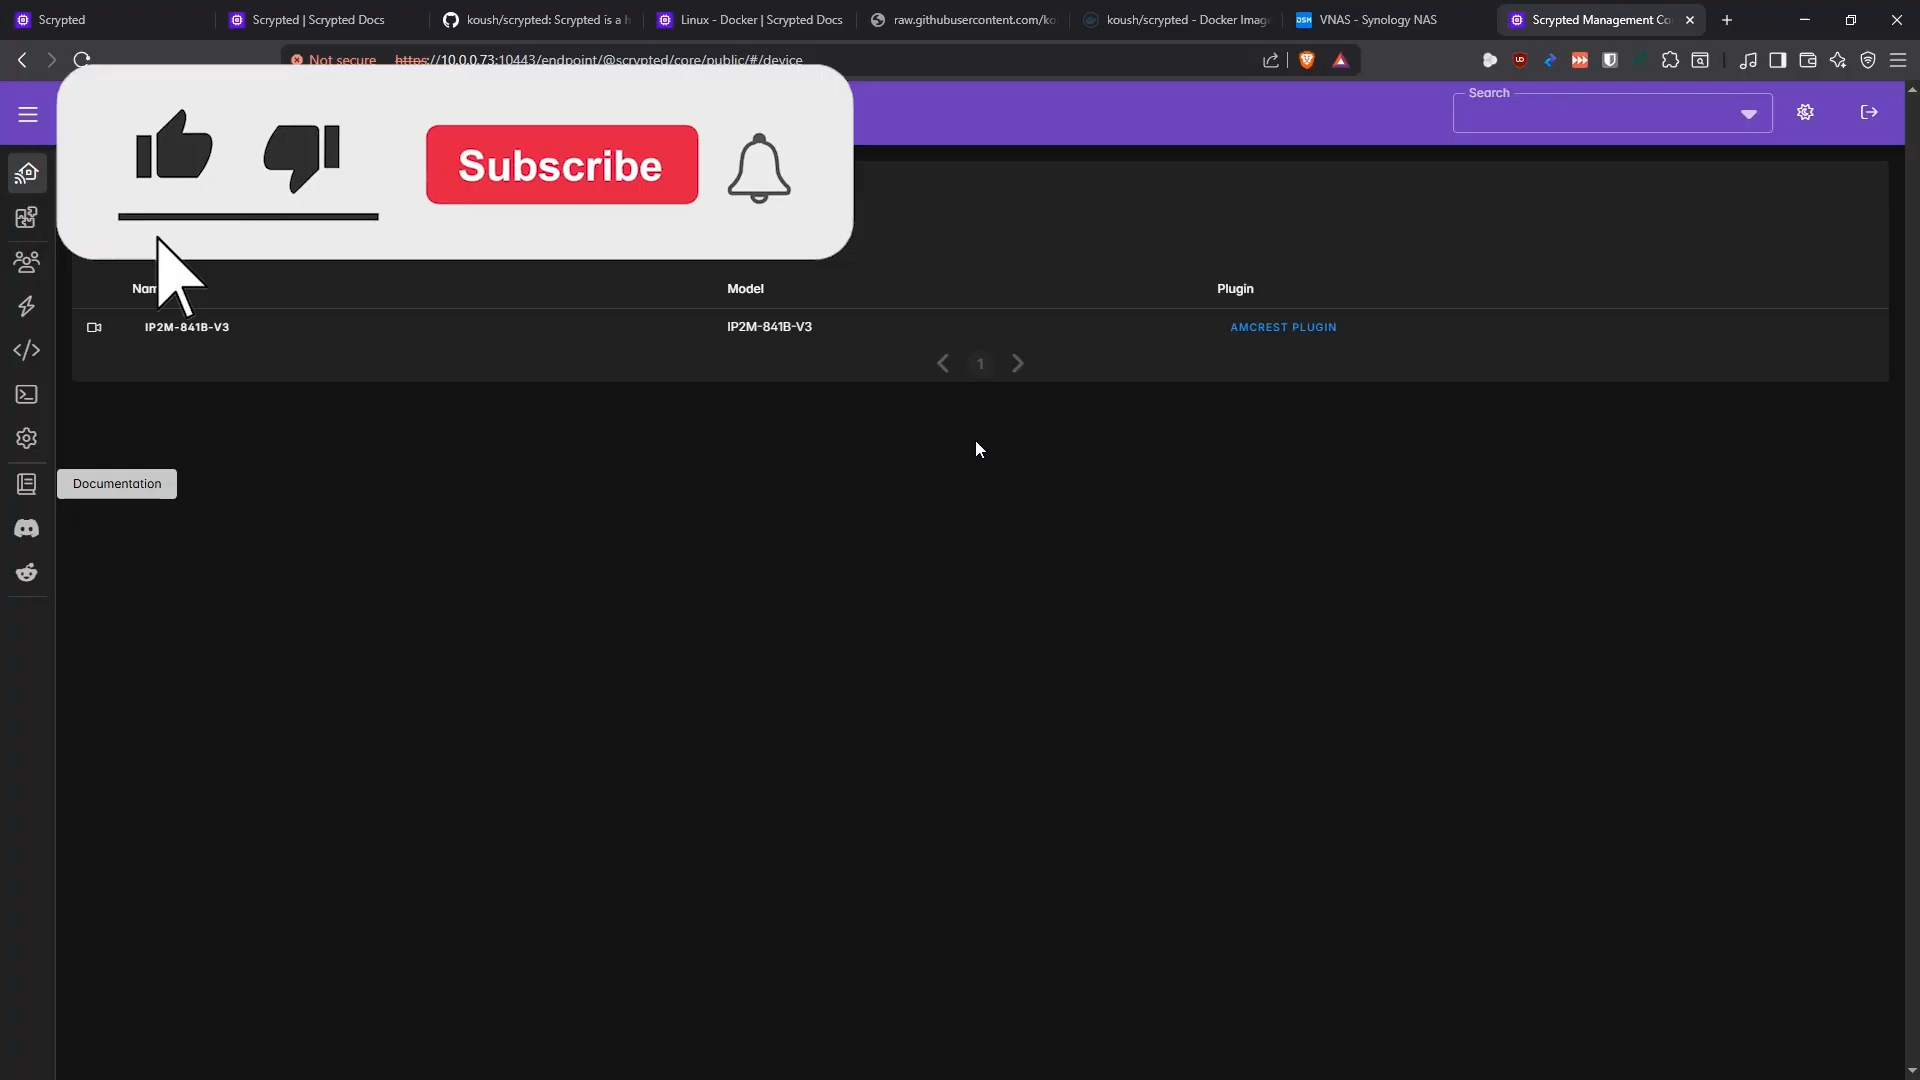 Scrypted
Scrypted | Scrypted Docs
koush/scrypted: Scrypted is a h
Linux - Docker | Scrypted Docs
raw.githubusercontent.com/ko
koush/scrypted - Docker Image
VNAS - Synology NAS
Scrypted Management Co
Not secure
https://10.0.0.73:10443/endpoint/@scrypted/core/public/#/device
Search
Subscribe
Nam
Model
Plugin
IP2M-841B-V3
IP2M-841B-V3
AMCREST PLUGIN
1
Documentation